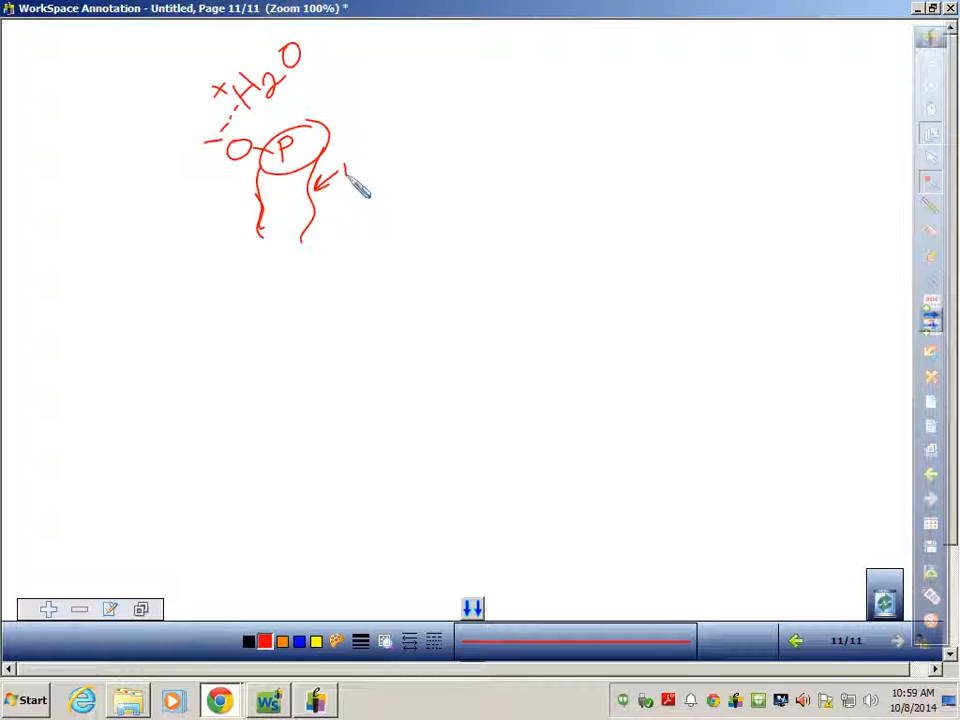 WorkSpace Annotation - Untitled, Page 11/11 (Zoom 100%) *
H2O
+
- O - P
11/11
Start
10:59 AM
10/8/2014